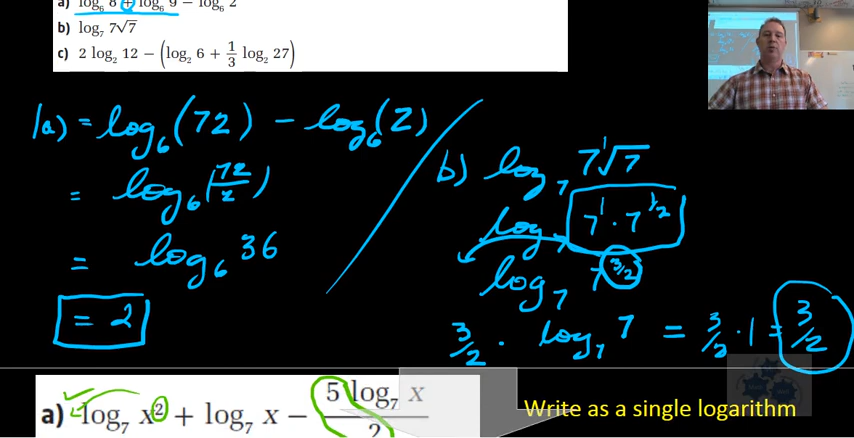 a) log₆ 8 + log₆ 9 − log₆ 2
b) log₇ 7√7
c) 2 log₂ 12 − (log₂ 6 + 1/3 log₂ 27)
1a) = log₆(72) − log₆(2)
= log₆(72/2)
= log₆ 36
= 2
b) log₇ 7¹√7
log₇ 7¹ · 7^1/2
log₇ 7^3/2
3/2 · log₇ 7 = 3/2 · 1 = 3/2
a) log₇ x² + log₇ x − 5 log₇ x / 2
Write as a single logarithm